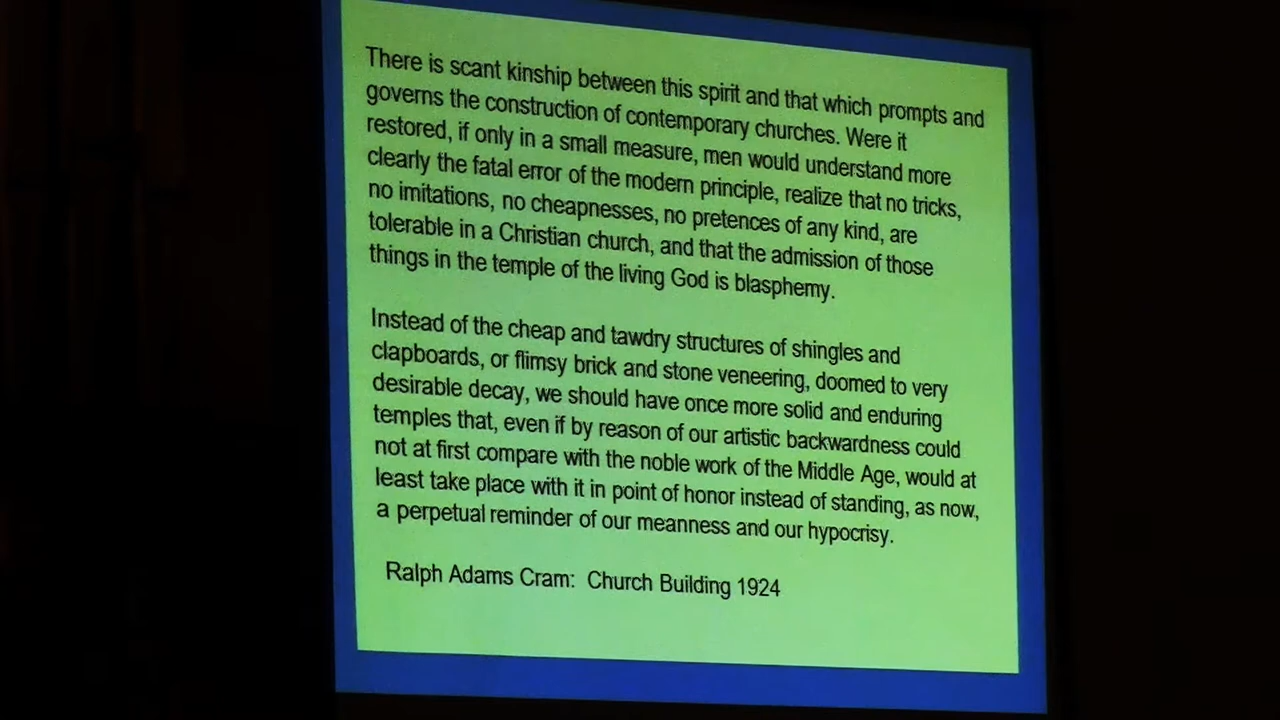 There is scant kinship between this spirit and that which prompts and
governs the construction of contemporary churches. Were it
restored, if only in a small measure, men would understand more
clearly the fatal error of the modern principle, realize that no tricks,
no imitations, no cheapnesses, no pretences of any kind, are
tolerable in a Christian church, and that the admission of those
things in the temple of the living God is blasphemy.
Instead of the cheap and tawdry structures of shingles and
clapboards, or flimsy brick and stone veneering, doomed to very
desirable decay, we should have once more solid and enduring
temples that, even if by reason of our artistic backwardness could
not at first compare with the noble work of the Middle Age, would at
least take place with it in point of honor instead of standing, as now,
a perpetual reminder of our meanness and our hypocrisy.
Ralph Adams Cram: Church Building 1924